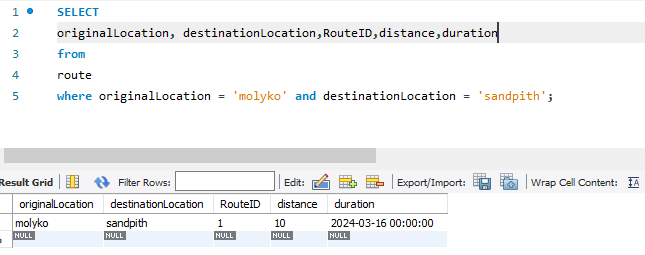 1 SELECT
2 originalLocation, destinationLocation,RouteID,distance,duration
3 from
4 route
5 where originalLocation = 'molyko' and destinationLocation = 'sandpith';
Result Grid Filter Rows: Edit: Export/Import: Wrap Cell Content: IA
originalLocation destinationLocation RouteID distance duration
molyko sandpith 1 10 2024-03-16 00:00:00
NULL NULL NULL NULL NULL